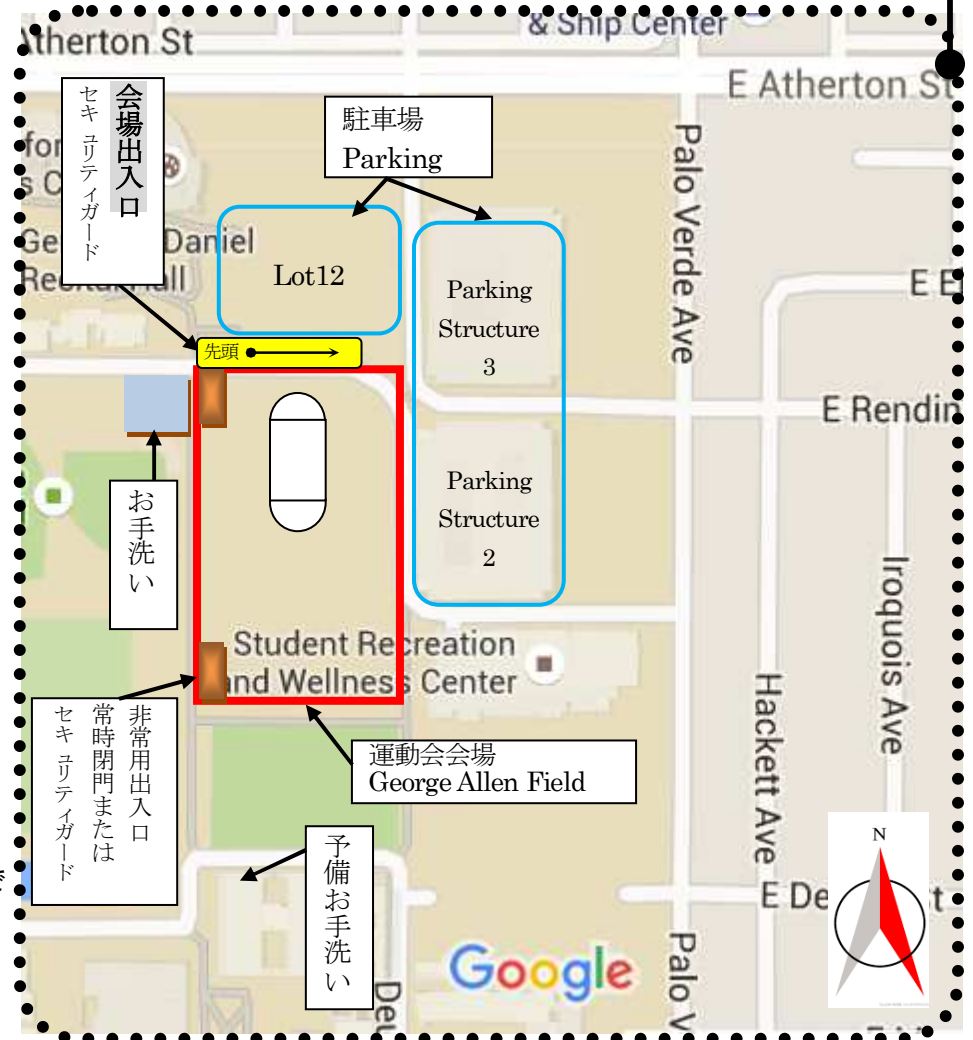 & Ship Center
Atherton St
E Atherton St
会場出入口
セキュリティガード
駐車場
Parking
Palo Verde Ave
Daniel
Lot12
Parking
Structure
3
先頭
E Rendin
お手洗い
Parking
Structure
2
Iroquois Ave
Student Recreation
and Wellness Center
Hackett Ave
非常用出入口
常時閉門または
セキュリティガード
運動会会場
George Allen Field
N
予備お手洗い
E De
Google
Palo V
Deu